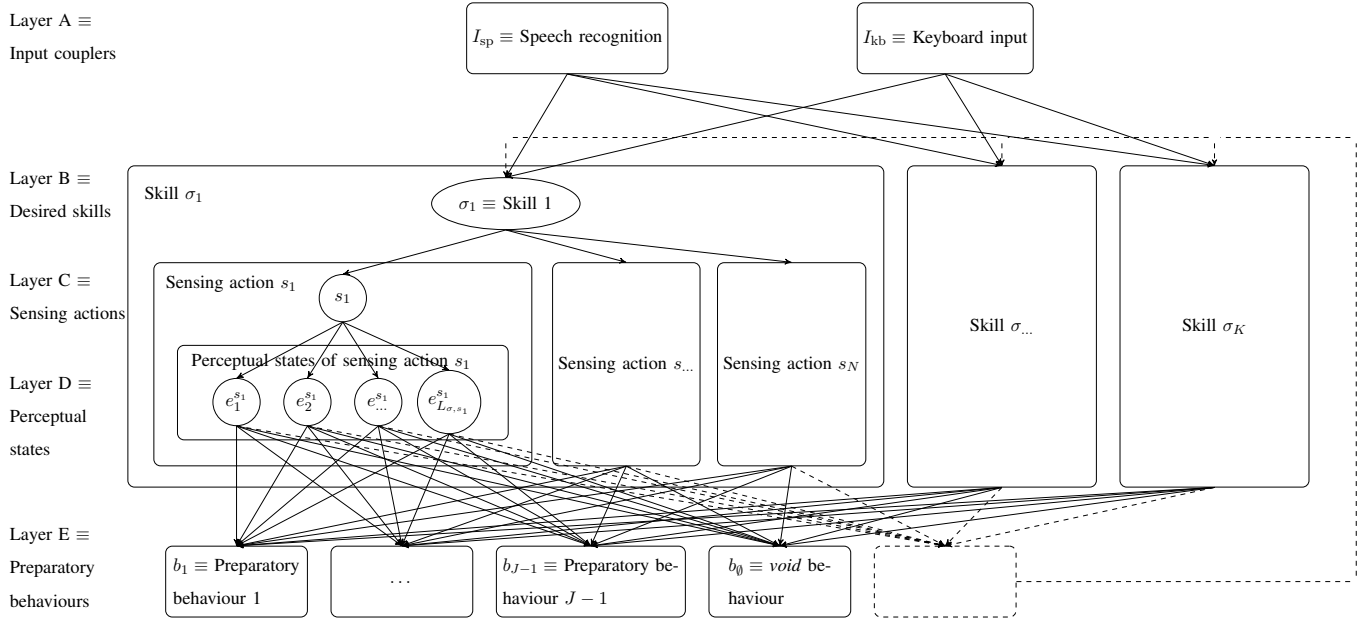 Layer A ≡
Input couplers
I_sp ≡ Speech recognition
I_kb ≡ Keyboard input
Layer B ≡
Desired skills
Skill σ_1
σ_1 ≡ Skill 1
Layer C ≡
Sensing actions
Sensing action s_1
s_1
Sensing action s_...
Sensing action s_N
Skill σ_...
Skill σ_K
Layer D ≡
Perceptual
states
Perceptual states of sensing action s_1
e_1^{s_1}
e_2^{s_1}
e_{...}^{s_1}
e_{L_{σ,s_1}}^{s_1}
Layer E ≡
Preparatory
behaviours
b_1 ≡ Preparatory
behaviour 1
...
b_{J−1} ≡ Preparatory be-
haviour J − 1
b_∅ ≡ void be-
haviour